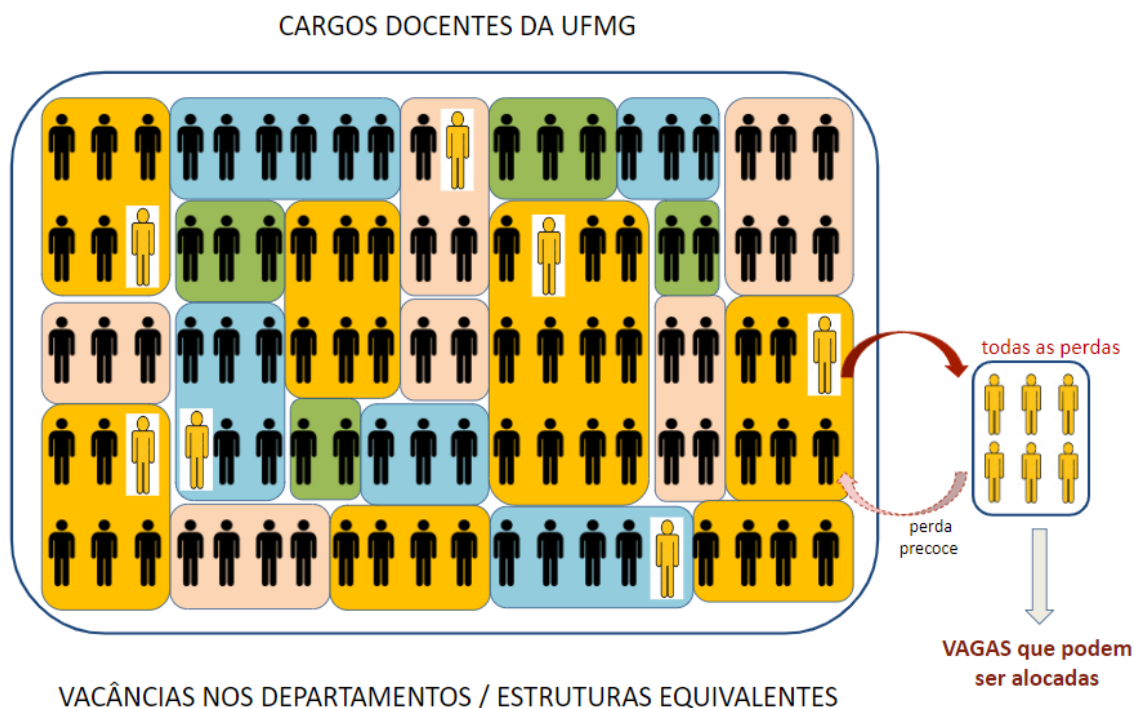 CARGOS DOCENTES DA UFMG
todas as perdas
perda
precoce
VAGAS que podem
ser alocadas
VACÂNCIAS NOS DEPARTAMENTOS / ESTRUTURAS EQUIVALENTES